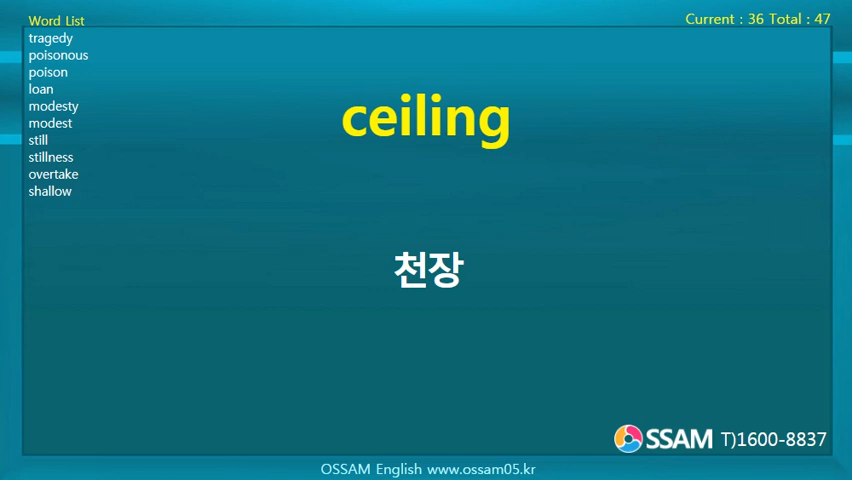 Word List
Current : 36 Total : 47
tragedy
poisonous
poison
loan
modesty
modest
still
stillness
overtake
shallow
ceiling
천장
OSSAM T)1600-8837
OSSAM English www.ossam05.kr